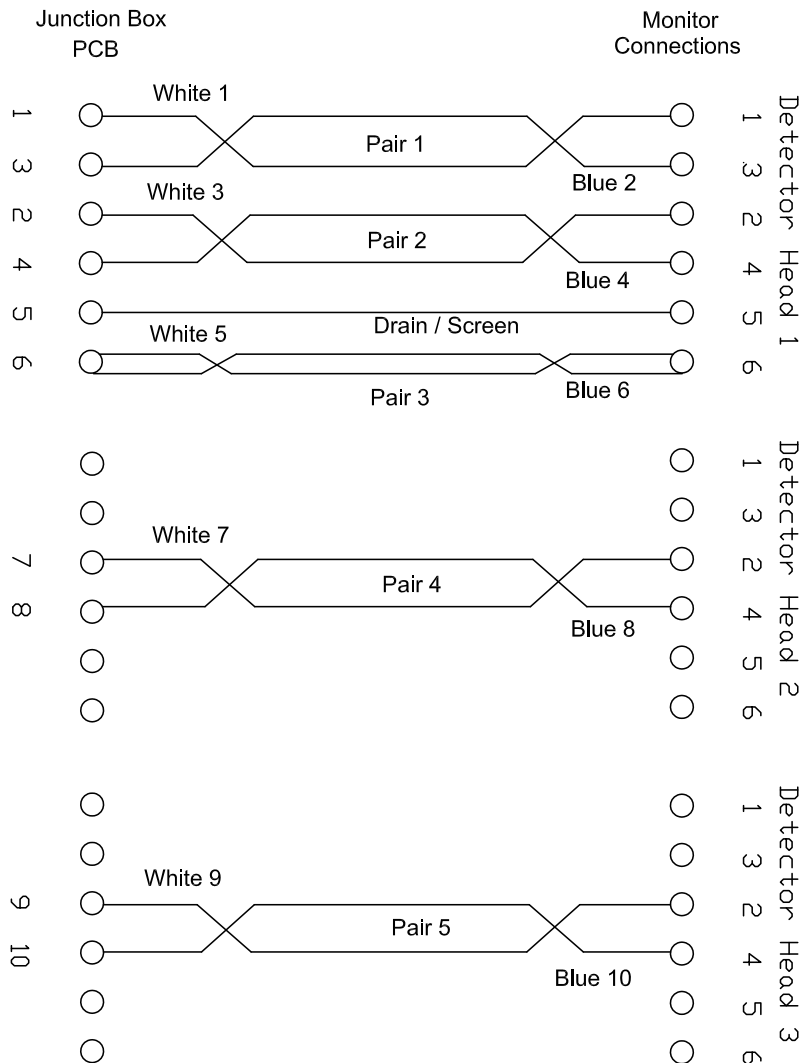 Junction Box
PCB
Monitor
Connections
White 1
1
1
Pair 1
3
3
Blue 2
White 3
2
2
Pair 2
4
4
Blue 4
5
5
Drain / Screen
White 5
6
6
Pair 3
Blue 6
Detector Head 1
1
3
White 7
7
2
Pair 4
8
4
Blue 8
5
6
Detector Head 2
1
3
White 9
9
2
Pair 5
10
4
Blue 10
5
6
Detector Head 3